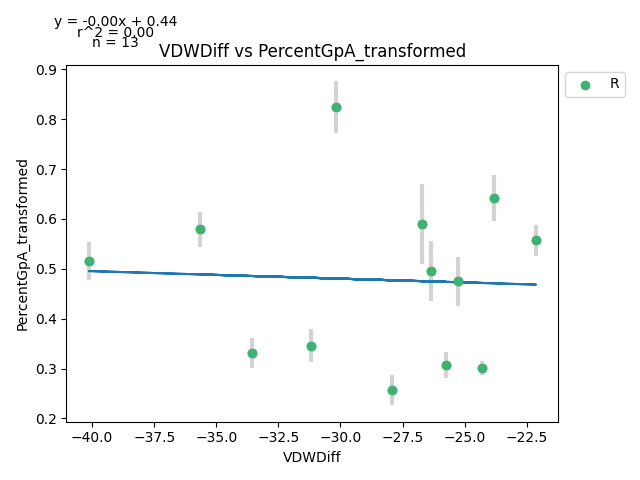 y = -0.00x + 0.44
r^2 = 0.00
n = 13
VDWDiff vs PercentGpA_transformed
R
PercentGpA_transformed
0.9
0.8
0.7
0.6
0.5
0.4
0.3
0.2
−40.0 −37.5 −35.0 −32.5 −30.0 −27.5 −25.0 −22.5
VDWDiff